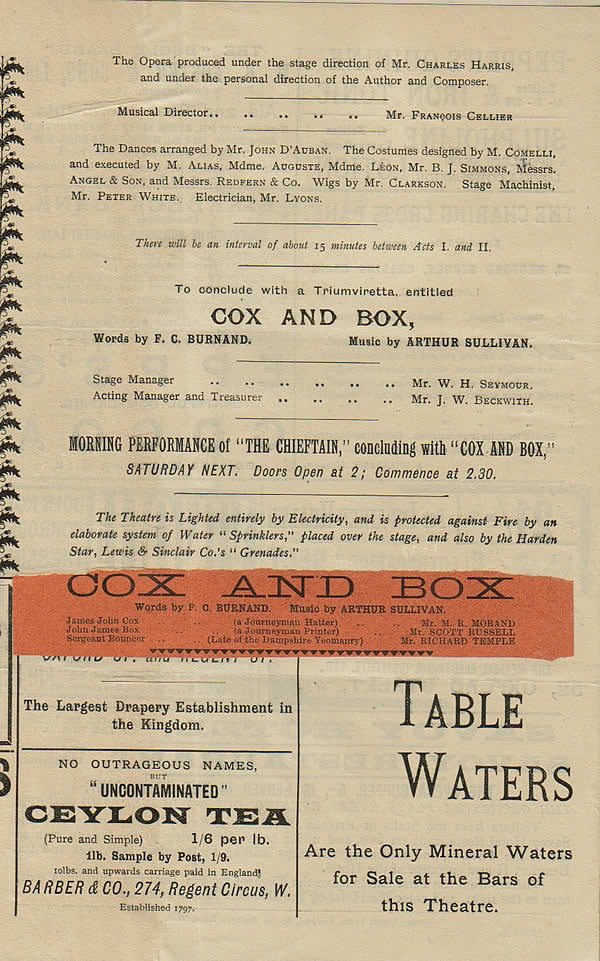 The Opera produced under the stage direction of Mr. CHARLES HARRIS,
and under the personal direction of the Author and Composer.
Musical Director.. .. .. .. .. Mr. FRANÇOIS CELLIER
The Dances arranged by Mr. JOHN D'AUBAN. The Costumes designed by M. COMELLI,
and executed by M. ALIAS, Mdme. AUGUSTE, Mdme. LÉON, Mr. B. J. SIMMONS, Messrs.
ANGEL & SON, and Messrs. REDFERN & CO. Wigs by Mr. CLARKSON. Stage Machinist,
Mr. PETER WHITE. Electrician, Mr. LYONS.
There will be an interval of about 15 minutes between Acts I. and II.
To conclude with a Triumviretta, entitled
COX AND BOX,
Words by F. C. BURNAND. Music by ARTHUR SULLIVAN.
Stage Manager .. .. .. .. .. .. Mr. W. H. SEYMOUR.
Acting Manager and Treasurer .. .. .. .. Mr. J. W. BECKWITH.
MORNING PERFORMANCE of "THE CHIEFTAIN," concluding with "COX AND BOX,"
SATURDAY NEXT. Doors Open at 2; Commence at 2.30.
The Theatre is Lighted entirely by Electricity, and is protected against Fire by an
elaborate system of Water "Sprinklers," placed over the stage, and also by the Harden
Star, Lewis & Sinclair Co.'s "Grenades."
COX AND BOX
Words by F. C. BURNAND. Music by ARTHUR SULLIVAN.
James John Cox .. .. (a Journeyman Hatter) .. .. Mr. M. R. MORAND
John James Box .. .. (a Journeyman Printer) .. .. Mr. SCOTT RUSSELL
Sergeant Bouncer .. .. (Late of the Dampshire Yeomanry) Mr. RICHARD TEMPLE
OXFORD ST. and REGENT ST.
The Largest Drapery Establishment in
the Kingdom.
NO OUTRAGEOUS NAMES,
BUT
"UNCONTAMINATED"
CEYLON TEA
(Pure and Simple) 1/6 per lb.
1lb. Sample by Post, 1/9.
10lbs. and upwards carriage paid in England!
BARBER & CO., 274, Regent Circus, W.
Established 1797.
TABLE
WATERS
Are the Only Mineral Waters
for Sale at the Bars of
this Theatre.